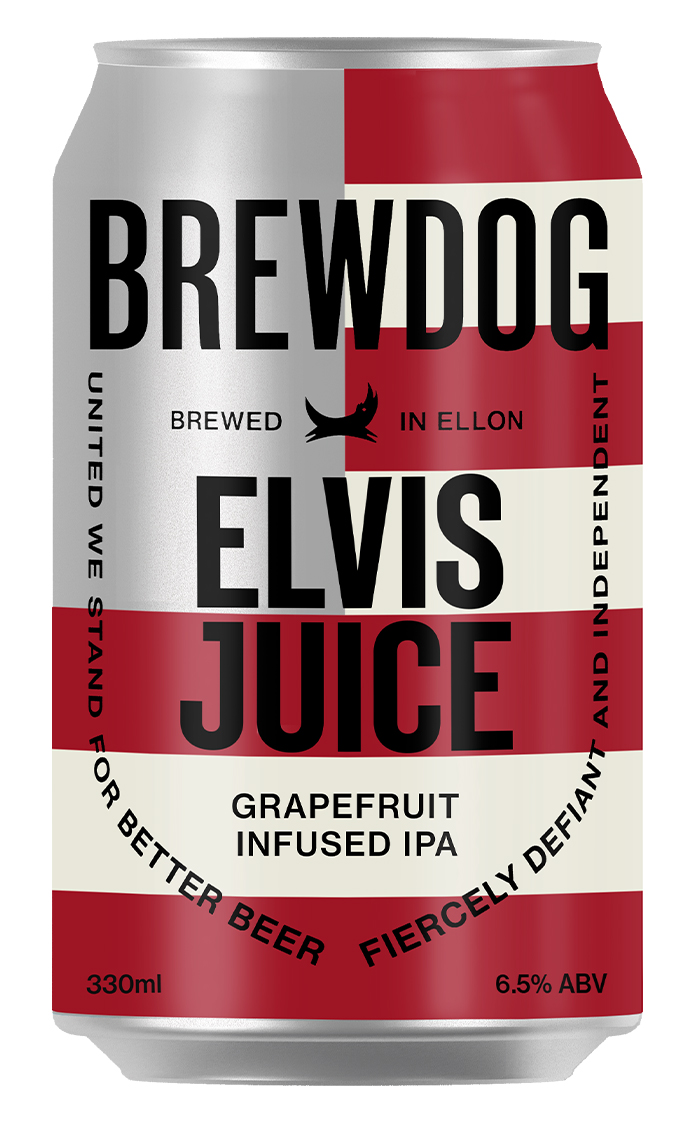 BREWDOG
BREWED IN ELLON
ELVIS
JUICE
GRAPEFRUIT
INFUSED IPA
UNITED WE STAND FOR BETTER BEER
FIERCELY DEFIANT AND INDEPENDENT
330ml
6.5% ABV